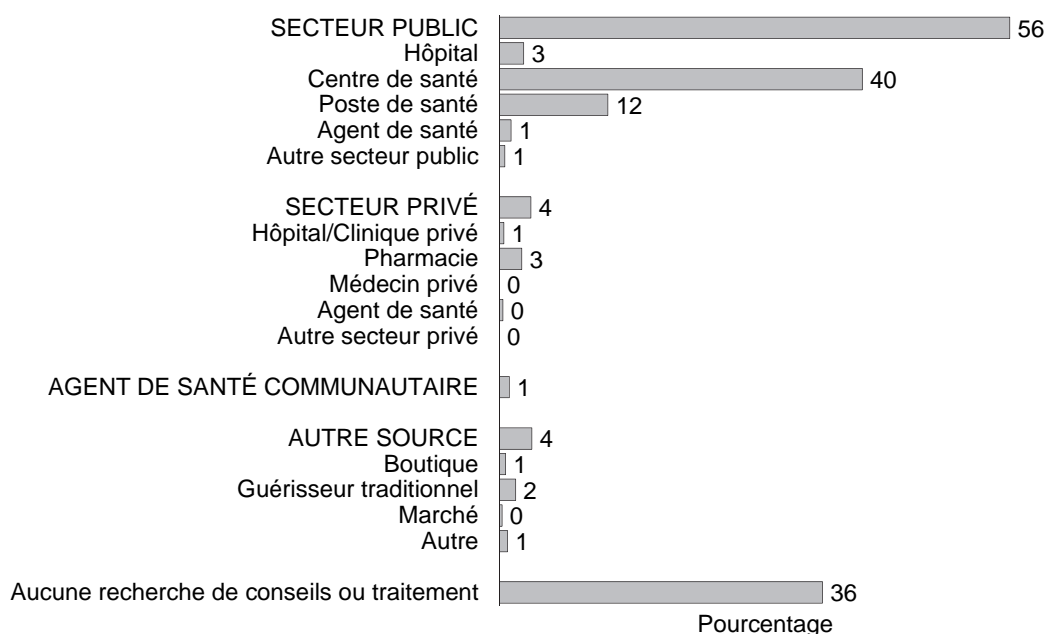 SECTEUR PUBLIC 56
Hôpital 3
Centre de santé 40
Poste de santé 12
Agent de santé 1
Autre secteur public 1
SECTEUR PRIVÉ 4
Hôpital/Clinique privé 1
Pharmacie 3
Médecin privé 0
Agent de santé 0
Autre secteur privé 0
AGENT DE SANTÉ COMMUNAUTAIRE 1
AUTRE SOURCE 4
Boutique 1
Guérisseur traditionnel 2
Marché 0
Autre 1
Aucune recherche de conseils ou traitement 36
Pourcentage